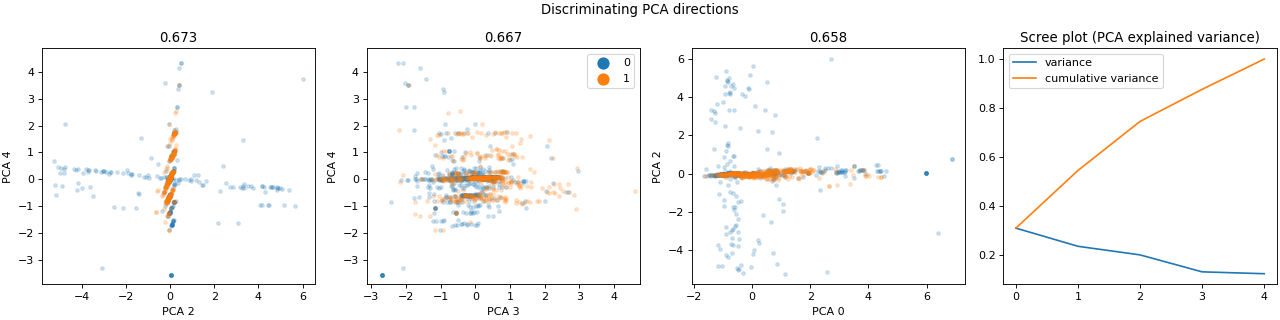 Discriminating PCA directions
0.673
4
3
2
1
0
−1
−2
−3
PCA 4
−4 −2 0 2 4 6
PCA 2
0.667
0
1
4
3
2
1
0
−1
−2
−3
PCA 4
−3 −2 −1 0 1 2 3 4
PCA 3
0.658
6
4
2
0
−2
−4
PCA 2
−2 0 2 4 6
PCA 0
Scree plot (PCA explained variance)
variance
cumulative variance
1.0
0.8
0.6
0.4
0.2
0 1 2 3 4